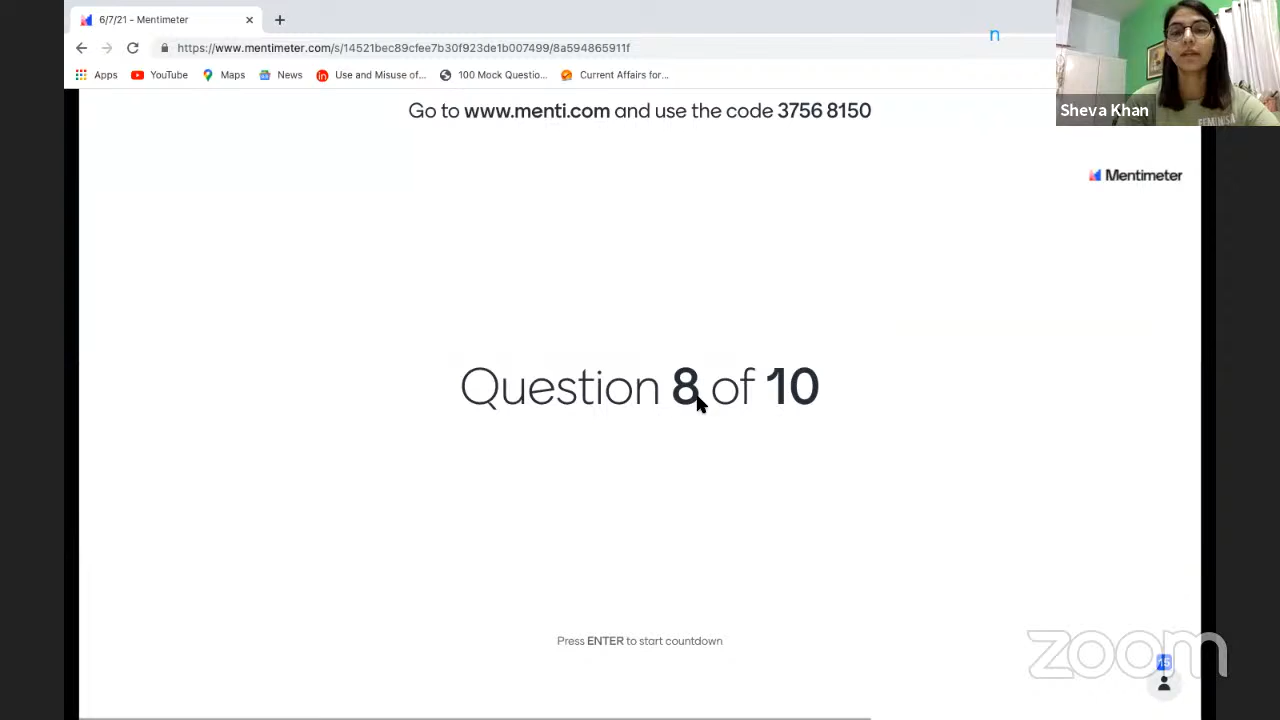 6/7/21 - Mentimeter
https://www.mentimeter.com/s/14521bec89cfee7b30f923de1b007499/8a594865911f
n
Apps YouTube Maps News Use and Misuse of... 100 Mock Questio... Current Affairs for...
Sheva Khan
Go to www.menti.com and use the code 3756 8150
Mentimeter
Question 8 of 10
Press ENTER to start countdown
zoom
15